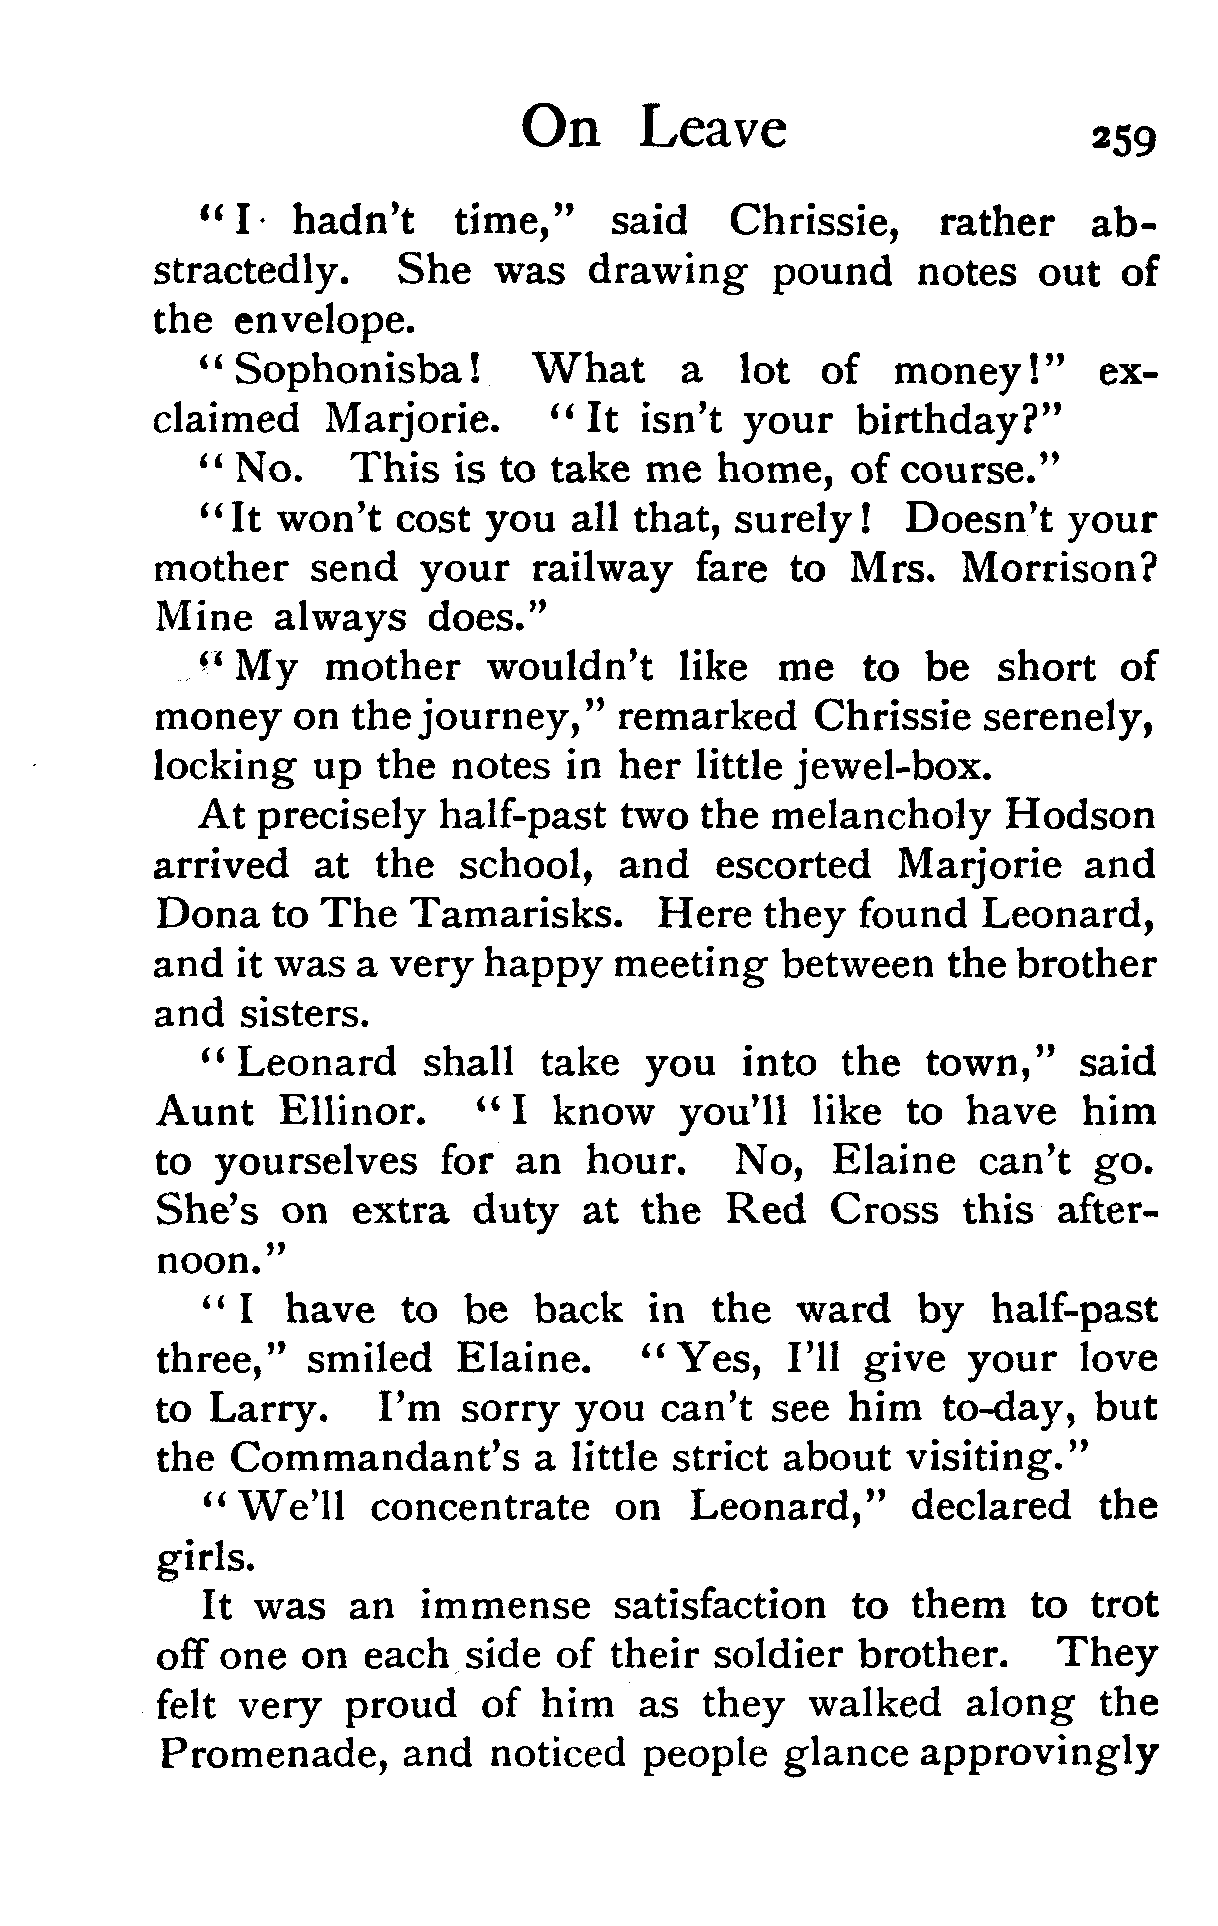 On Leave 259
"I hadn't time," said Chrissie, rather ab-
stractedly. She was drawing pound notes out of
the envelope.
"Sophonisba! What a lot of money!" ex-
claimed Marjorie. "It isn't your birthday?"
"No. This is to take me home, of course."
"It won't cost you all that, surely! Doesn't your
mother send your railway fare to Mrs. Morrison?
Mine always does."
"My mother wouldn't like me to be short of
money on the journey," remarked Chrissie serenely,
locking up the notes in her little jewel-box.
At precisely half-past two the melancholy Hodson
arrived at the school, and escorted Marjorie and
Dona to The Tamarisks. Here they found Leonard,
and it was a very happy meeting between the brother
and sisters.
"Leonard shall take you into the town," said
Aunt Ellinor. "I know you'll like to have him
to yourselves for an hour. No, Elaine can't go.
She's on extra duty at the Red Cross this after-
noon."
"I have to be back in the ward by half-past
three," smiled Elaine. "Yes, I'll give your love
to Larry. I'm sorry you can't see him to-day, but
the Commandant's a little strict about visiting."
"We'll concentrate on Leonard," declared the
girls.
It was an immense satisfaction to them to trot
off one on each side of their soldier brother. They
felt very proud of him as they walked along the
Promenade, and noticed people glance approvingly